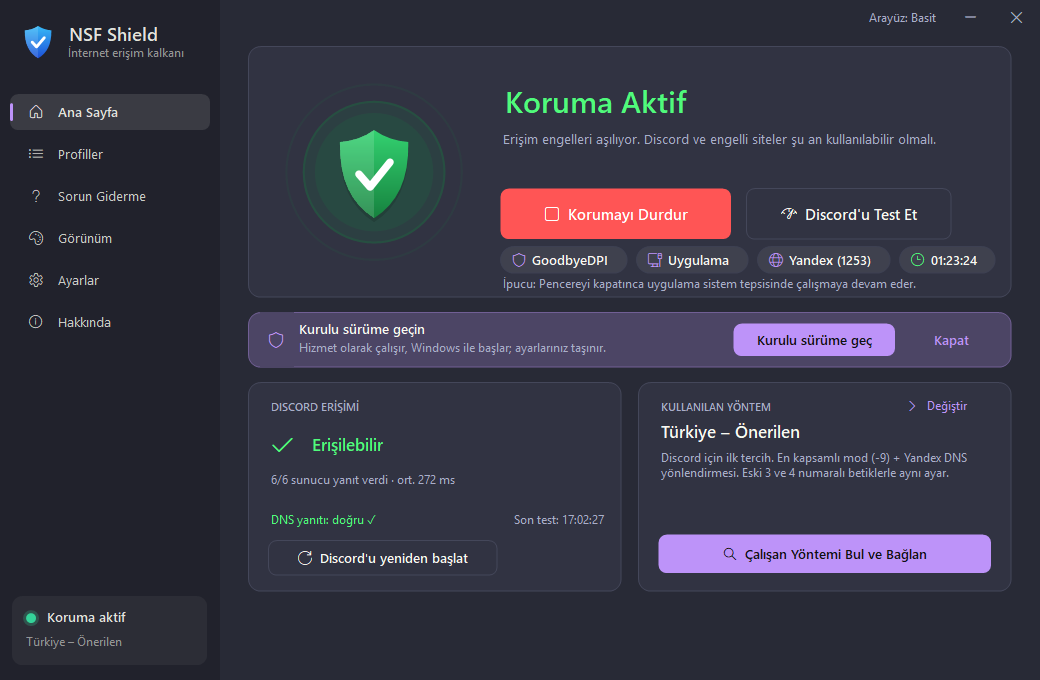 NSF Shield
İnternet erişim kalkanı
Ana Sayfa
Profiller
? Sorun Giderme
Görünüm
Ayarlar
Hakkında
Koruma aktif
Türkiye – Önerilen
Arayüz: Basit
Koruma Aktif
Erişim engelleri aşılıyor. Discord ve engelli siteler şu an kullanılabilir olmalı.
Korumayı Durdur
Discord'u Test Et
GoodbyeDPI
Uygulama
Yandex (1253)
01:23:24
İpucu: Pencereyi kapatınca uygulama sistem tepsisinde çalışmaya devam eder.
Kurulu sürüme geçin
Hizmet olarak çalışır, Windows ile başlar; ayarlarınız taşınır.
Kurulu sürüme geç
Kapat
DISCORD ERİŞİMİ
Erişilebilir
6/6 sunucu yanıt verdi · ort. 272 ms
DNS yanıtı: doğru ✓
Son test: 17:02:27
Discord'u yeniden başlat
KULLANILAN YÖNTEM
Değiştir
Türkiye – Önerilen
Discord için ilk tercih. En kapsamlı mod (-9) + Yandex DNS
yönlendirmesi. Eski 3 ve 4 numaralı betiklerle aynı ayar.
Çalışan Yöntemi Bul ve Bağlan